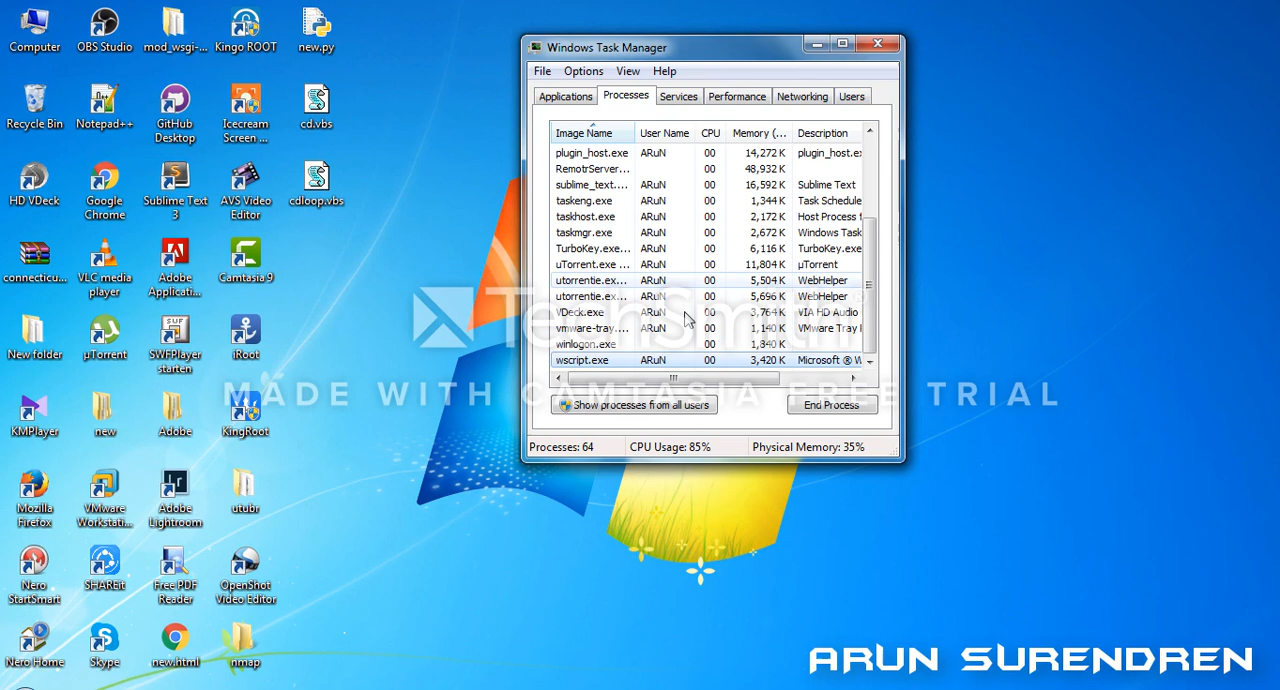 Computer
OBS Studio
mod_wsgi-...
Kingo ROOT
new.py
Recycle Bin
Notepad++
GitHub
Desktop
Icecream
Screen ...
cd.vbs
HD VDeck
Google
Chrome
Sublime Text
3
AVS Video
Editor
cdloop.vbs
connecticu...
VLC media
player
Adobe
Applicati...
Camtasia 9
New folder
µTorrent
SWFPlayer
starten
iRoot
KMPlayer
new
Adobe
KingRoot
Mozilla
Firefox
VMware
Workstati...
Adobe
Lightroom
utubr
Nero
StartSmart
SHAREit
Free PDF
Reader
OpenShot
Video Editor
Nero Home
Skype
new.html
nmap
Windows Task Manager
File Options View Help
Applications Processes Services Performance Networking Users
Image Name User Name CPU Memory (... Description
plugin_host.exe ARuN 00 14,272 K plugin_host.ex
RemotrServer... 00 48,932 K
sublime_text.... ARuN 00 16,592 K Sublime Text
taskeng.exe ARuN 00 1,344 K Task Schedule
taskhost.exe ARuN 00 2,172 K Host Process f
taskmgr.exe ARuN 00 2,672 K Windows Task
TurboKey.exe... ARuN 00 6,116 K TurboKey.exe
uTorrent.exe ... ARuN 00 11,804 K µTorrent
utorrentie.ex... ARuN 00 5,504 K WebHelper
utorrentie.ex... ARuN 00 5,696 K WebHelper
VDeck.exe ARuN 00 3,764 K VIA HD Audio
vmware-tray.... ARuN 00 1,140 K VMware Tray
winlogon.exe 00 1,840 K
wscript.exe ARuN 00 3,420 K Microsoft ® W
Show processes from all users End Process
Processes: 64 CPU Usage: 85% Physical Memory: 35%
TechSmith
MADE WITH CAMTASIA FREE TRIAL
ARUN SURENDREN